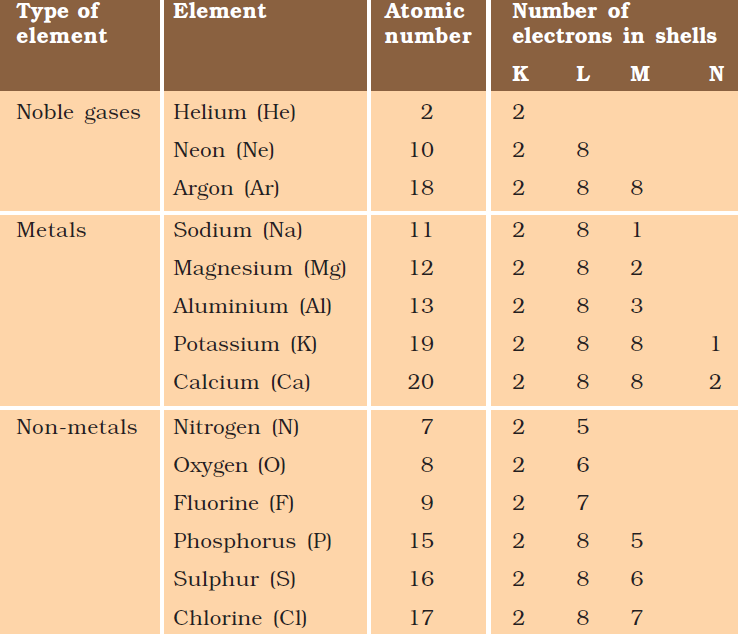 Type of element Element Atomic number Number of electrons in shells
K L M N
Noble gases Helium (He) 2 2
Neon (Ne) 10 2 8
Argon (Ar) 18 2 8 8
Metals Sodium (Na) 11 2 8 1
Magnesium (Mg) 12 2 8 2
Aluminium (Al) 13 2 8 3
Potassium (K) 19 2 8 8 1
Calcium (Ca) 20 2 8 8 2
Non-metals Nitrogen (N) 7 2 5
Oxygen (O) 8 2 6
Fluorine (F) 9 2 7
Phosphorus (P) 15 2 8 5
Sulphur (S) 16 2 8 6
Chlorine (Cl) 17 2 8 7